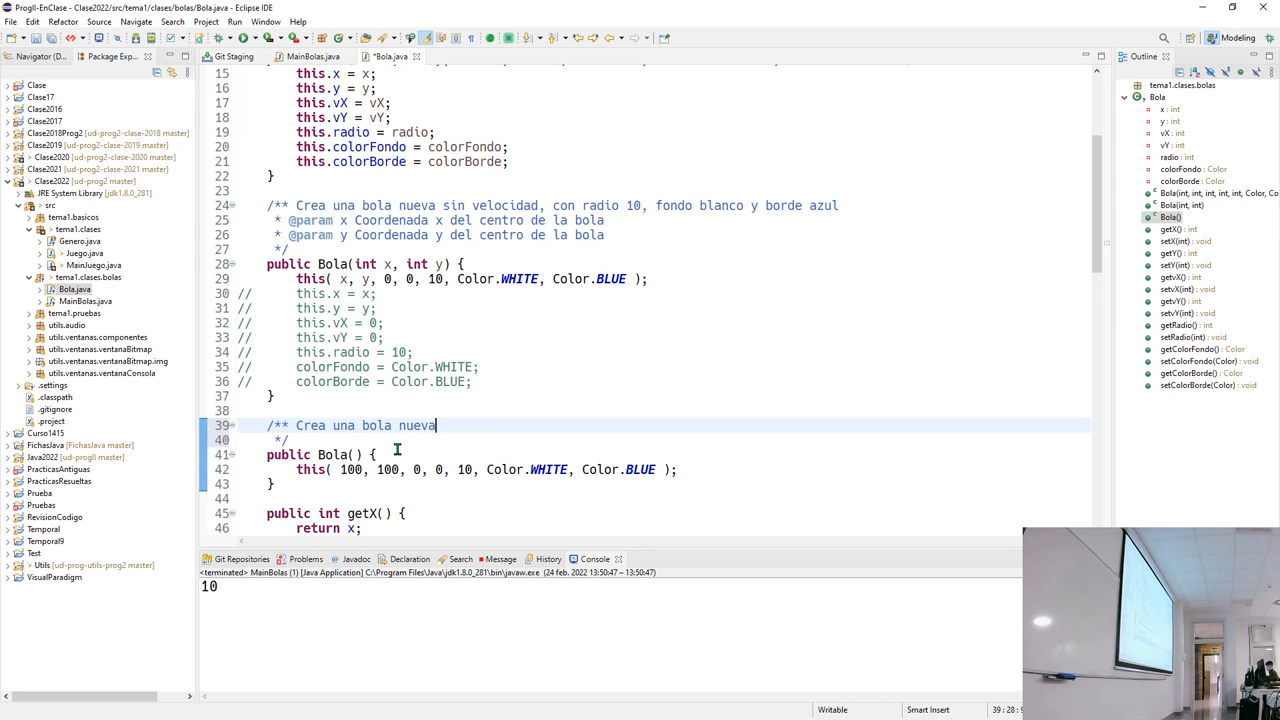 ProgII-EnClase - Clase2022/src/tema1/clases/bolas/Bola.java - Eclipse IDE
File Edit Refactor Source Navigate Search Project Run Window Help
Navigator (D...
Package Exp...
Git Staging
MainBolas.java
*Bola.java
Outline
Modeling
Clase
Clase17
Clase2016
Clase2017
Clase2018Prog2 [ud-prog2-clase-2018 master]
Clase2019 [ud-prog2-clase-2019 master]
> Clase2020 [ud-prog2-clase-2020 master]
Clase2021 [ud-prog2-clase-2021 master]
> Clase2022 [ud-prog2 master]
JRE System Library [jdk1.8.0_281]
> src
tema1.basicos
> tema1.clases
Genero.java
> Juego.java
> MainJuego.java
> tema1.clases.bolas
Bola.java
MainBolas.java
tema1.pruebas
utils.audio
utils.ventanas.componentes
utils.ventanas.ventanaBitmap
utils.ventanas.ventanaBitmap.img
utils.ventanas.ventanaConsola
.settings
.classpath
.gitignore
.project
Curso1415
FichasJava [FichasJava master]
Java2022 [ud-progII master]
PracticasAntiguas
PracticasResueltas
Prueba
Pruebas
RevisionCodigo
Temporal
Temporal9
Test
> Utils [ud-prog-utils-prog2 master]
VisualParadigm
15 this.x = x;
16 this.y = y;
17 this.vX = vX;
18 this.vY = vY;
19 this.radio = radio;
20 this.colorFondo = colorFondo;
21 this.colorBorde = colorBorde;
22 }
23
24 /** Crea una bola nueva sin velocidad, con radio 10, fondo blanco y borde azul
25 * @param x Coordenada x del centro de la bola
26 * @param y Coordenada y del centro de la bola
27 */
28 public Bola(int x, int y) {
29 this( x, y, 0, 0, 10, Color.WHITE, Color.BLUE );
30 // this.x = x;
31 // this.y = y;
32 // this.vX = 0;
33 // this.vY = 0;
34 // this.radio = 10;
35 // colorFondo = Color.WHITE;
36 // colorBorde = Color.BLUE;
37 }
38
39 /** Crea una bola nueva
40 */
41 public Bola() {
42 this( 100, 100, 0, 0, 10, Color.WHITE, Color.BLUE );
43 }
44
45 public int getX() {
46 return x;
tema1.clases.bolas
Bola
x : int
y : int
vX : int
vY : int
radio : int
colorFondo : Color
colorBorde : Color
Bola(int, int, int, int, int, Color, Co
Bola(int, int)
Bola()
getX() : int
setX(int) : void
getY() : int
setY(int) : void
getvX() : int
setvX(int) : void
getvY() : int
setvY(int) : void
getRadio() : int
setRadio(int) : void
getColorFondo() : Color
setColorFondo(Color) : void
getColorBorde() : Color
setColorBorde(Color) : void
Git Repositories Problems Javadoc Declaration Search Message History Console
<terminated> MainBolas (1) [Java Application] C:\Program Files\Java\jdk1.8.0_281\bin\javaw.exe (24 feb. 2022 13:50:47 – 13:50:47)
10
Writable
Smart Insert